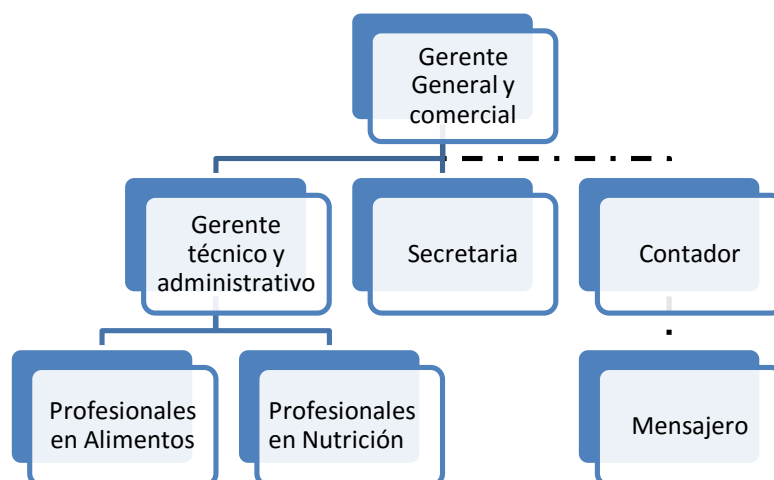 Gerente
General y
comercial
Gerente
técnico y
administrativo
Secretaria
Contador
Profesionales
en Alimentos
Profesionales
en Nutrición
Mensajero